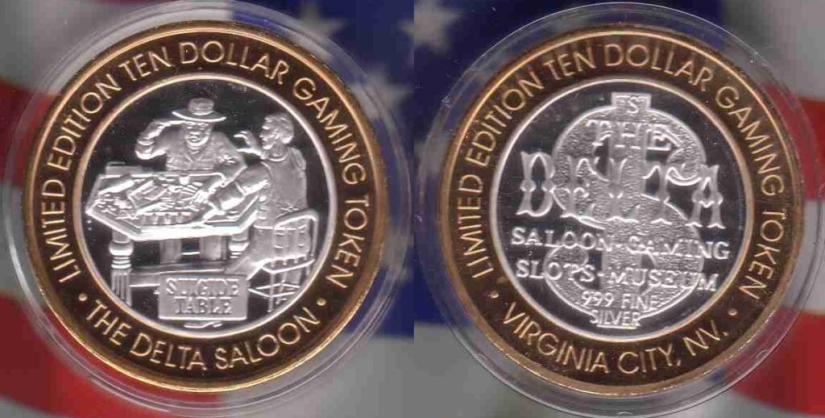 LIMITED EDITION TEN DOLLAR GAMING TOKEN
• THE DELTA SALOON •
SUICIDE
TABLE
LIMITED EDITION TEN DOLLAR GAMING TOKEN
• VIRGINIA CITY, NV. •
S
THE
DELTA
SALOON•GAMING
SLOTS•MUSEUM
.999 FINE
SILVER